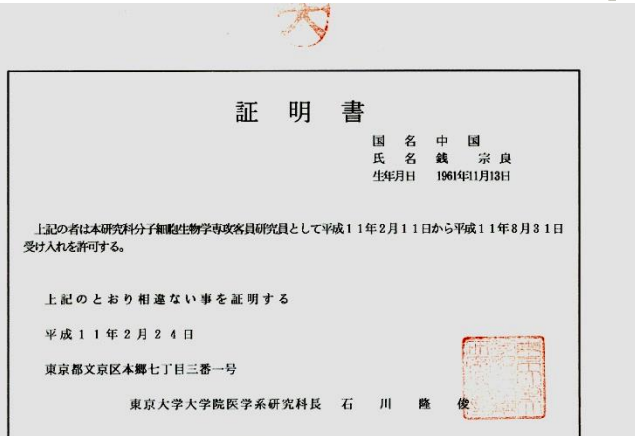 証 明 書
国 名 中 国
氏 名 銭 宗良
生年月日 1961年11月13日
上記の者は本研究科分子細胞生物学専攻客員研究員として平成11年2月11日から平成11年8月31日
受け入れを許可する。
上記のとおり相違ない事を証明する
平成11年2月24日
東京都文京区本郷七丁目三番一号
東京大学大学院医学系研究科長 石 川 隆 俊